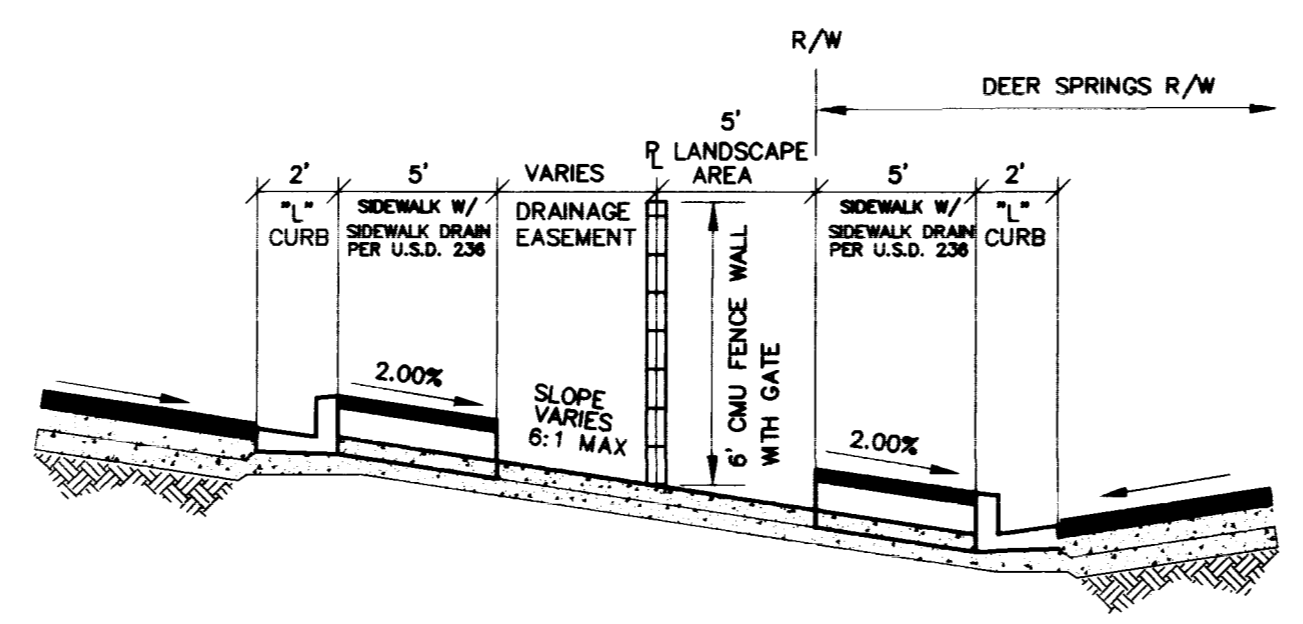 R/W
DEER SPRINGS R/W
2'
5'
VARIES
5'
℄ LANDSCAPE
AREA
5'
2'
"L"
CURB
SIDEWALK W/
SIDEWALK DRAIN
PER U.S.D. 236
DRAINAGE
EASEMENT
SIDEWALK W/
SIDEWALK DRAIN
PER U.S.D. 236
"L"
CURB
6' CMU FENCE WALL
WITH GATE
2.00%
SLOPE
VARIES
6:1 MAX
2.00%